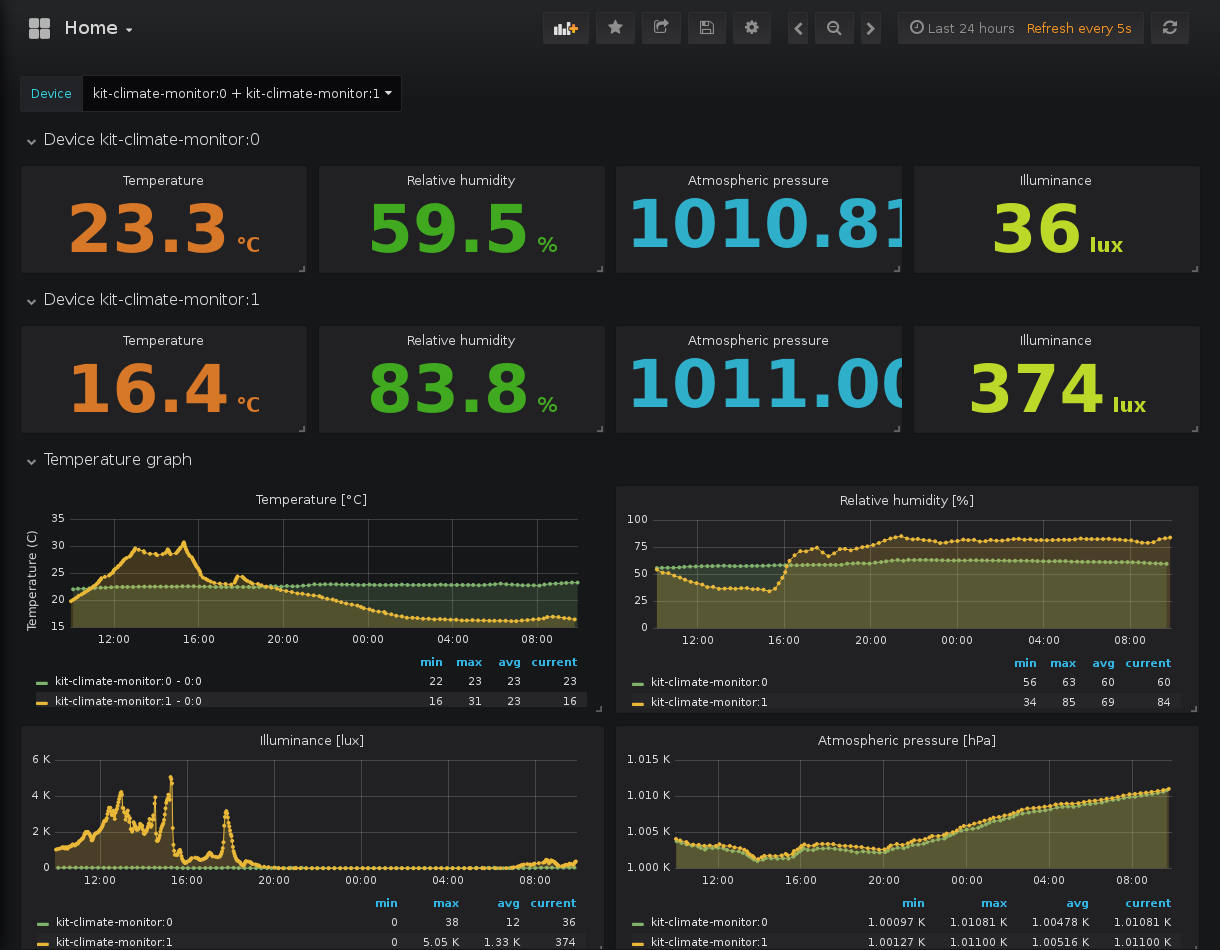 Home
Last 24 hours Refresh every 5s
Device kit-climate-monitor:0 + kit-climate-monitor:1
Device kit-climate-monitor:0
Temperature Relative humidity Atmospheric pressure Illuminance
23.3 °C 59.5 % 1010.81 36 lux
Device kit-climate-monitor:1
Temperature Relative humidity Atmospheric pressure Illuminance
16.4 °C 83.8 % 1011.00 374 lux
Temperature graph
Temperature [°C]
Temperature (C)
35
30
25
20
15
12:00 16:00 20:00 00:00 04:00 08:00
min max avg current
kit-climate-monitor:0 - 0:0 22 23 23 23
kit-climate-monitor:1 - 0:0 16 31 23 16
Relative humidity [%]
100
75
50
25
0
12:00 16:00 20:00 00:00 04:00 08:00
min max avg current
kit-climate-monitor:0 56 63 60 60
kit-climate-monitor:1 34 85 69 84
Illuminance [lux]
6 K
4 K
2 K
0
12:00 16:00 20:00 00:00 04:00 08:00
min max avg current
kit-climate-monitor:0 0 38 12 36
kit-climate-monitor:1 0 5.05 K 1.33 K 374
Atmospheric pressure [hPa]
1.015 K
1.010 K
1.005 K
1.000 K
12:00 16:00 20:00 00:00 04:00 08:00
min max avg current
kit-climate-monitor:0 1.00097 K 1.01081 K 1.00478 K 1.01081 K
kit-climate-monitor:1 1.00127 K 1.01100 K 1.00516 K 1.01100 K